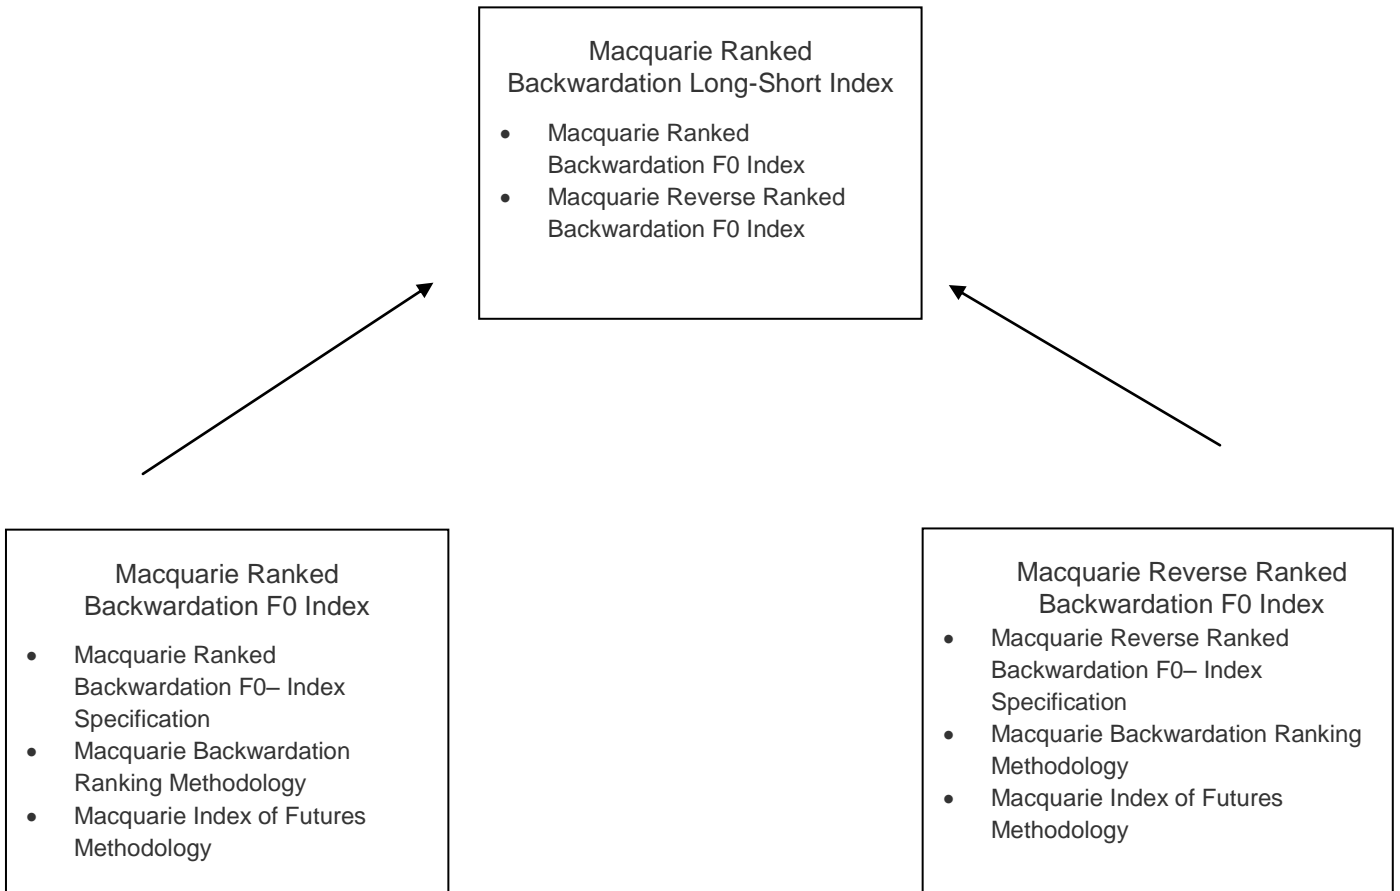 Macquarie Ranked
Backwardation Long-Short Index
• Macquarie Ranked
Backwardation F0 Index
• Macquarie Reverse Ranked
Backwardation F0 Index
Macquarie Ranked
Backwardation F0 Index
• Macquarie Ranked
Backwardation F0– Index
Specification
• Macquarie Backwardation
Ranking Methodology
• Macquarie Index of Futures
Methodology
Macquarie Reverse Ranked
Backwardation F0 Index
• Macquarie Reverse Ranked
Backwardation F0– Index
Specification
• Macquarie Backwardation Ranking
Methodology
• Macquarie Index of Futures
Methodology